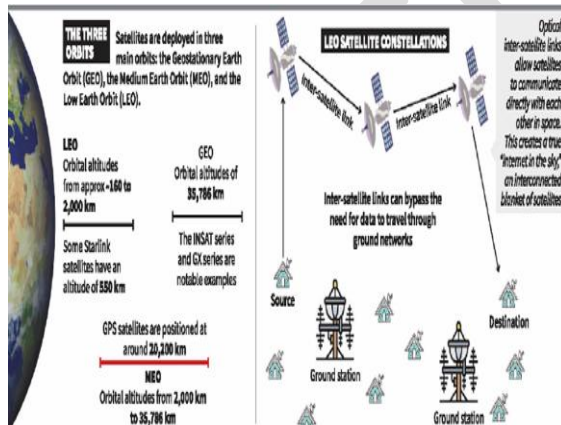 THE THREE
ORBITS
Satellites are deployed in three
main orbits: the Geostationary Earth
Orbit (GEO), the Medium Earth Orbit (MEO), and the
Low Earth Orbit (LEO).
LEO
Orbital altitudes
from approx ~160 to
2,000 km
Some Starlink
satellites have an
altitude of 550 km
GEO
Orbital altitudes of
35,786 km
The INSAT series
and GX series are
notable examples
GPS satellites are positioned at
around 20,200 km
MEO
Orbital altitudes from 2,000 km
to 35,786 km
LEO SATELLITE CONSTELLATIONS
Inter-satellite link
Inter-satellite link
Optical
inter-satellite links
allow satellites
to communicate
directly with each
other in space.
This creates a true
"internet in the sky,"
an interconnected
blanket of satellites
Inter-satellite links can bypass the
need for data to travel through
ground networks
Source
Destination
Ground station
Ground station